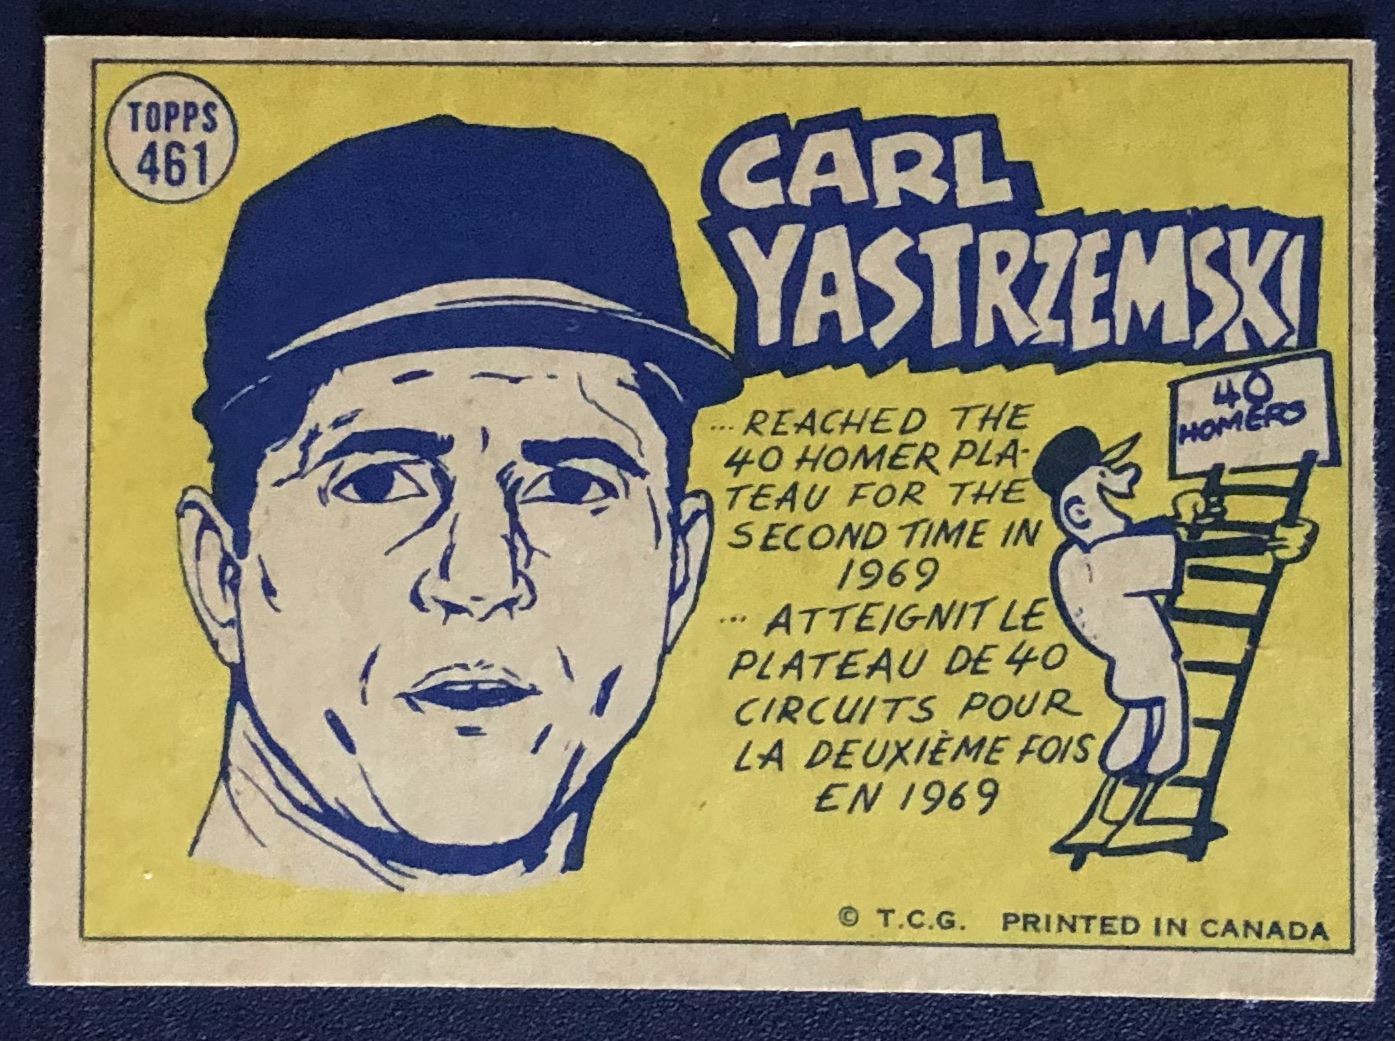 TOPPS
461
CARL
YASTRZEMSKI
40
HOMERS
... REACHED THE
40 HOMER PLA-
TEAU FOR THE
SECOND TIME IN
1969
... ATTEIGNIT LE
PLATEAU DE 40
CIRCUITS POUR
LA DEUXIÈME FOIS
EN 1969
© T.C.G. PRINTED IN CANADA